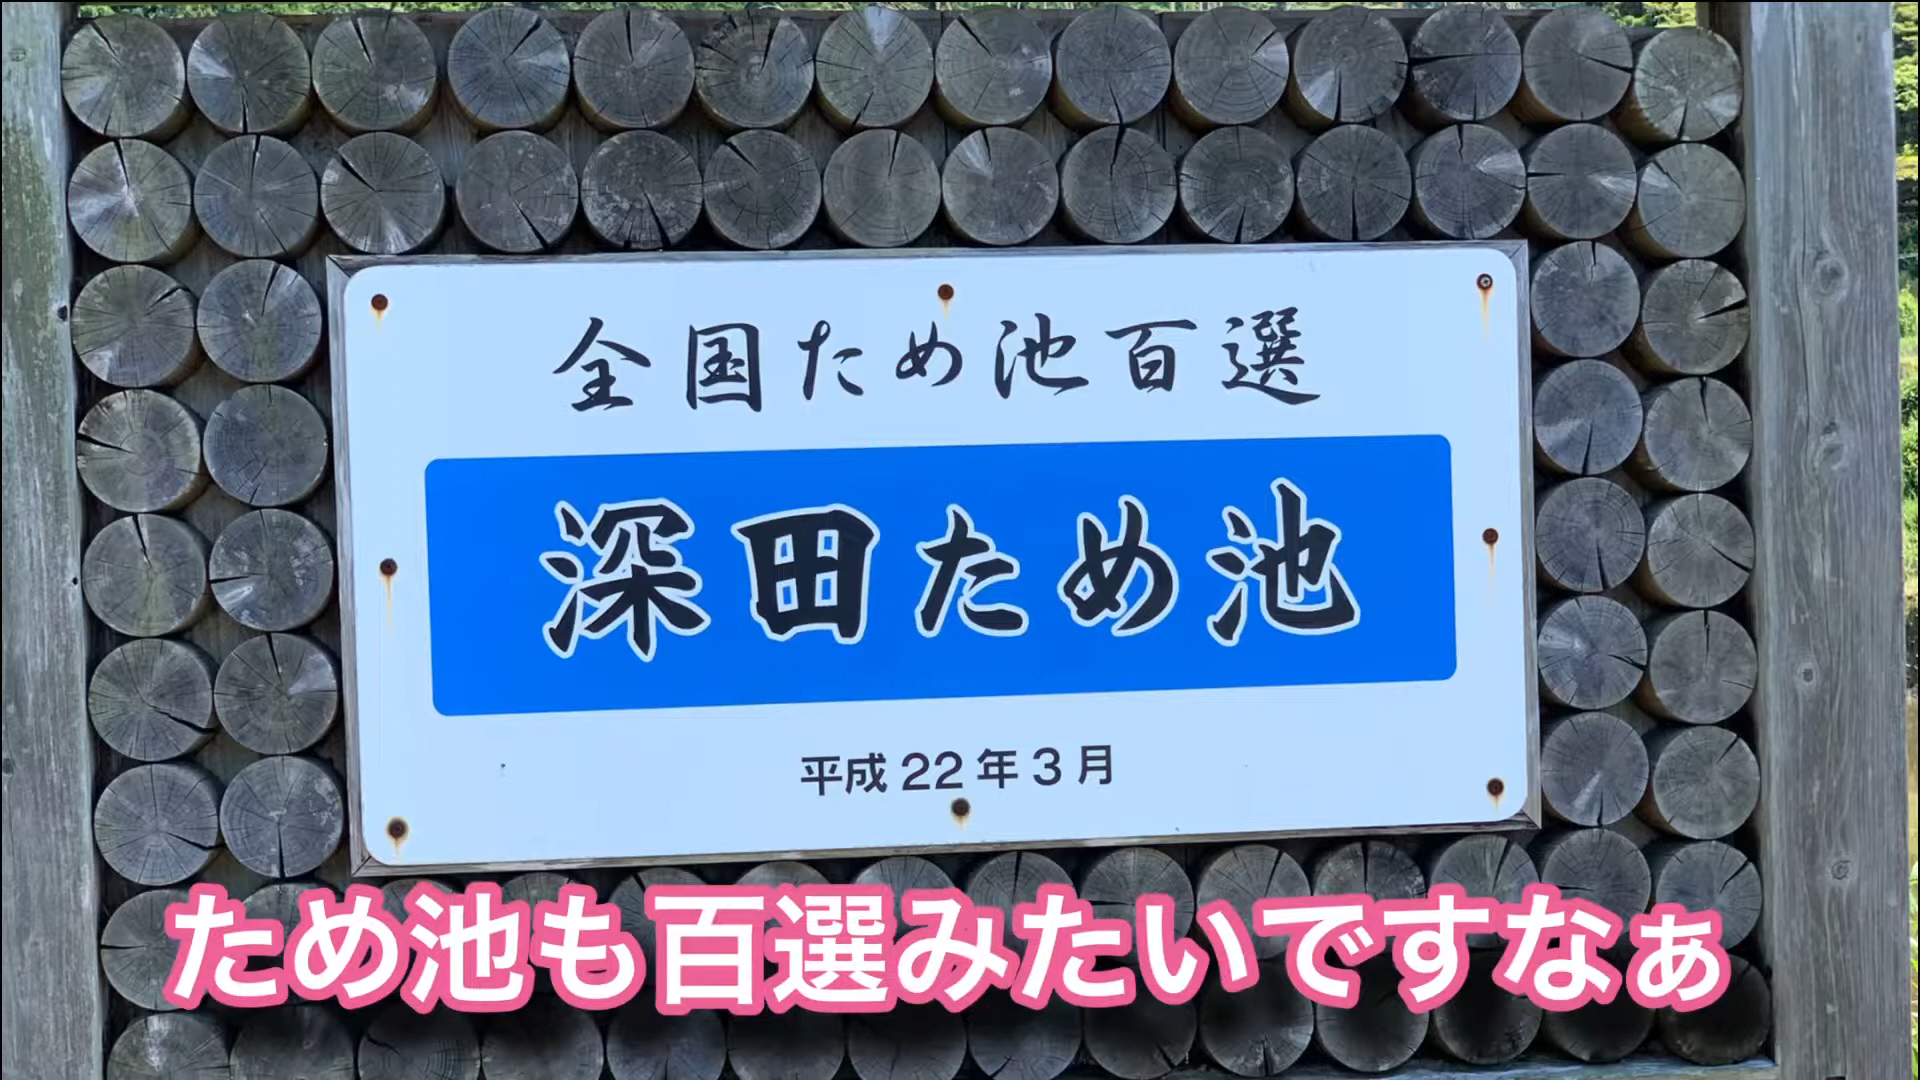 全国ため池百選
深田ため池
平成22年3月
ため池も百選みたいですなぁ